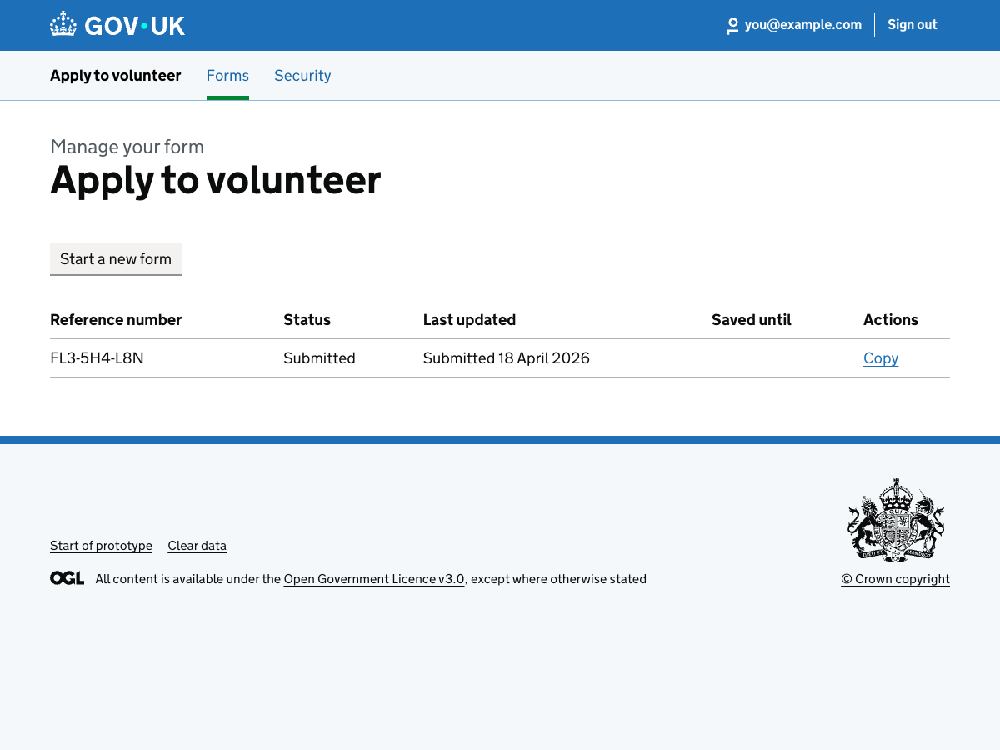 GOV·UK
you@example.com
Sign out
Apply to volunteer
Forms
Security
Manage your form
Apply to volunteer
Start a new form
Reference number Status Last updated Saved until Actions
FL3-5H4-L8N Submitted Submitted 18 April 2026 Copy
Start of prototype Clear data
OGL All content is available under the Open Government Licence v3.0, except where otherwise stated
© Crown copyright